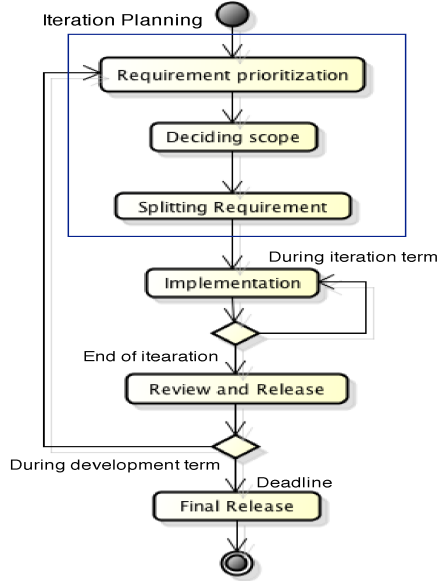 Iteration Planning
Requirement prioritization
Deciding scope
Splitting Requirement
During iteration term
Implementation
End of itearation
Review and Release
During development term
Deadline
Final Release